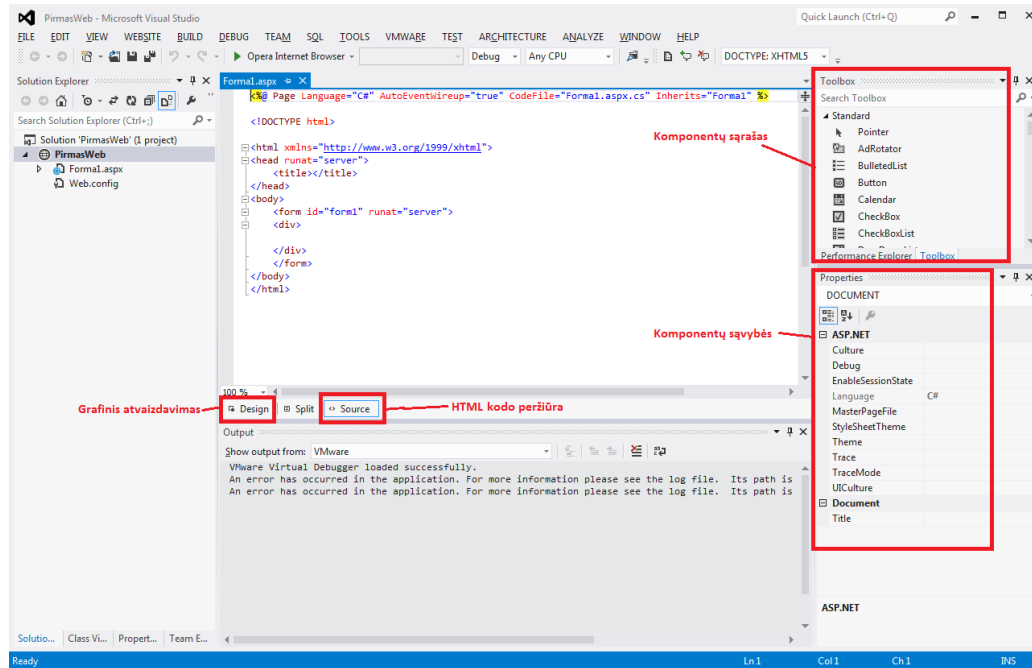 PirmasWeb - Microsoft Visual Studio
Quick Launch (Ctrl+Q)
FILE EDIT VIEW WEBSITE BUILD DEBUG TEAM SQL TOOLS VMWARE TEST ARCHITECTURE ANALYZE WINDOW HELP
Opera Internet Browser Debug Any CPU DOCTYPE: XHTML5
Solution Explorer
Search Solution Explorer (Ctrl+;)
Solution 'PirmasWeb' (1 project)
PirmasWeb
Forma1.aspx
Web.config
Solutio... Class Vi... Propert... Team E...
Forma1.aspx
<%@ Page Language="C#" AutoEventWireup="true" CodeFile="Forma1.aspx.cs" Inherits="Forma1" %>
<!DOCTYPE html>
<html xmlns="http://www.w3.org/1999/xhtml">
<head runat="server">
<title></title>
</head>
<body>
<form id="form1" runat="server">
<div>
</div>
</form>
</body>
</html>
100 %
Design Split Source
Grafinis atvaizdavimas
HTML kodo peržiūra
Komponentų sąrašas
Komponentų sąvybės
Output
Show output from: VMware
VMware Virtual Debugger loaded successfully.
An error has occurred in the application. For more information please see the log file. Its path is
An error has occurred in the application. For more information please see the log file. Its path is
Toolbox
Search Toolbox
Standard
Pointer
AdRotator
BulletedList
Button
Calendar
CheckBox
CheckBoxList
Performance Explorer Toolbox
Properties
DOCUMENT
ASP.NET
Culture
Debug
EnableSessionState
Language C#
MasterPageFile
StyleSheetTheme
Theme
Trace
TraceMode
UICulture
Document
Title
ASP.NET
Ready Ln 1 Col 1 Ch 1 INS